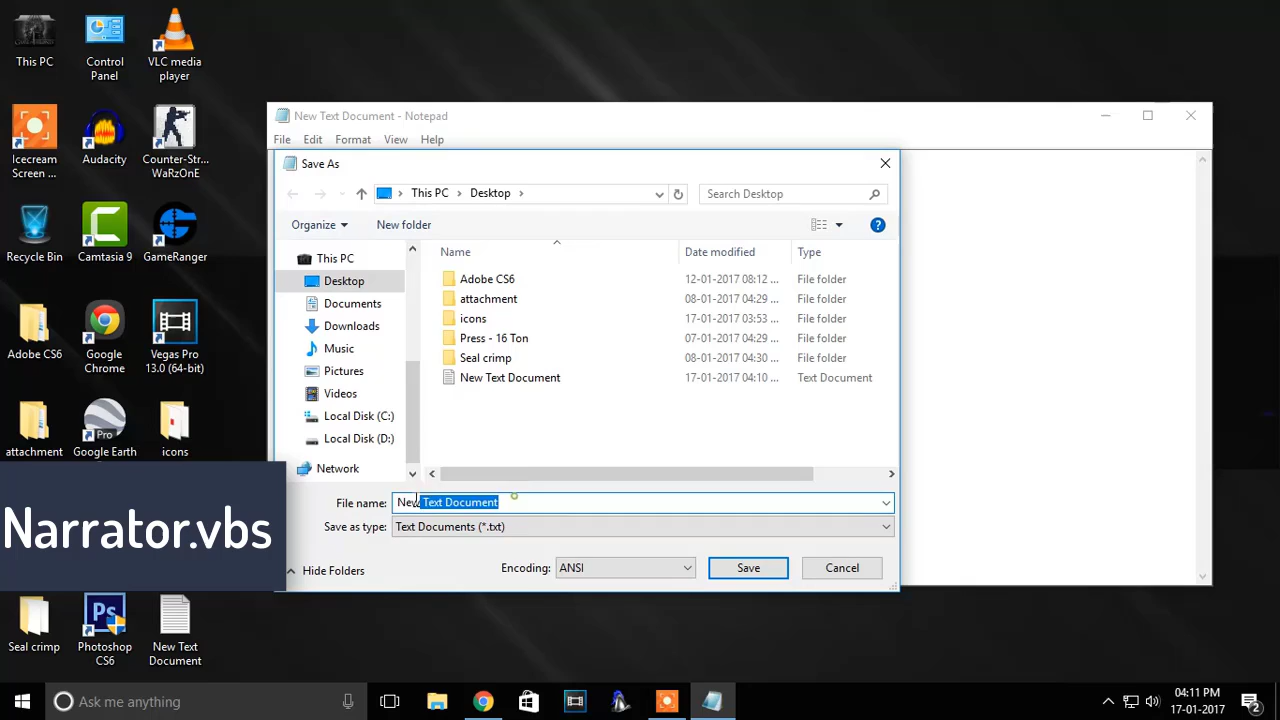 This PC
Control
Panel
VLC media
player
Icecream
Screen ...
Audacity
Counter-Str...
WaRzOnE
Recycle Bin
Camtasia 9
GameRanger
Adobe CS6
Google
Chrome
Vegas Pro
13.0 (64-bit)
attachment
Pro
Google Earth
icons
Narrator.vbs
Seal crimp
Ps
Photoshop
CS6
New Text
Document
New Text Document - Notepad
File Edit Format View Help
Save As
This PC
Desktop
Search Desktop
Organize
New folder
Name Date modified Type
This PC
Desktop
Documents
Downloads
Music
Pictures
Videos
Local Disk (C:)
Local Disk (D:)
Network
Adobe CS6 12-01-2017 08:12 ... File folder
attachment 08-01-2017 04:29 ... File folder
icons 17-01-2017 03:53 ... File folder
Press - 16 Ton 07-01-2017 04:29 ... File folder
Seal crimp 08-01-2017 04:30 ... File folder
New Text Document 17-01-2017 04:10 ... Text Document
File name: New Text Document
Save as type: Text Documents (*.txt)
Hide Folders
Encoding: ANSI
Save
Cancel
Ask me anything
04:11 PM
17-01-2017
2